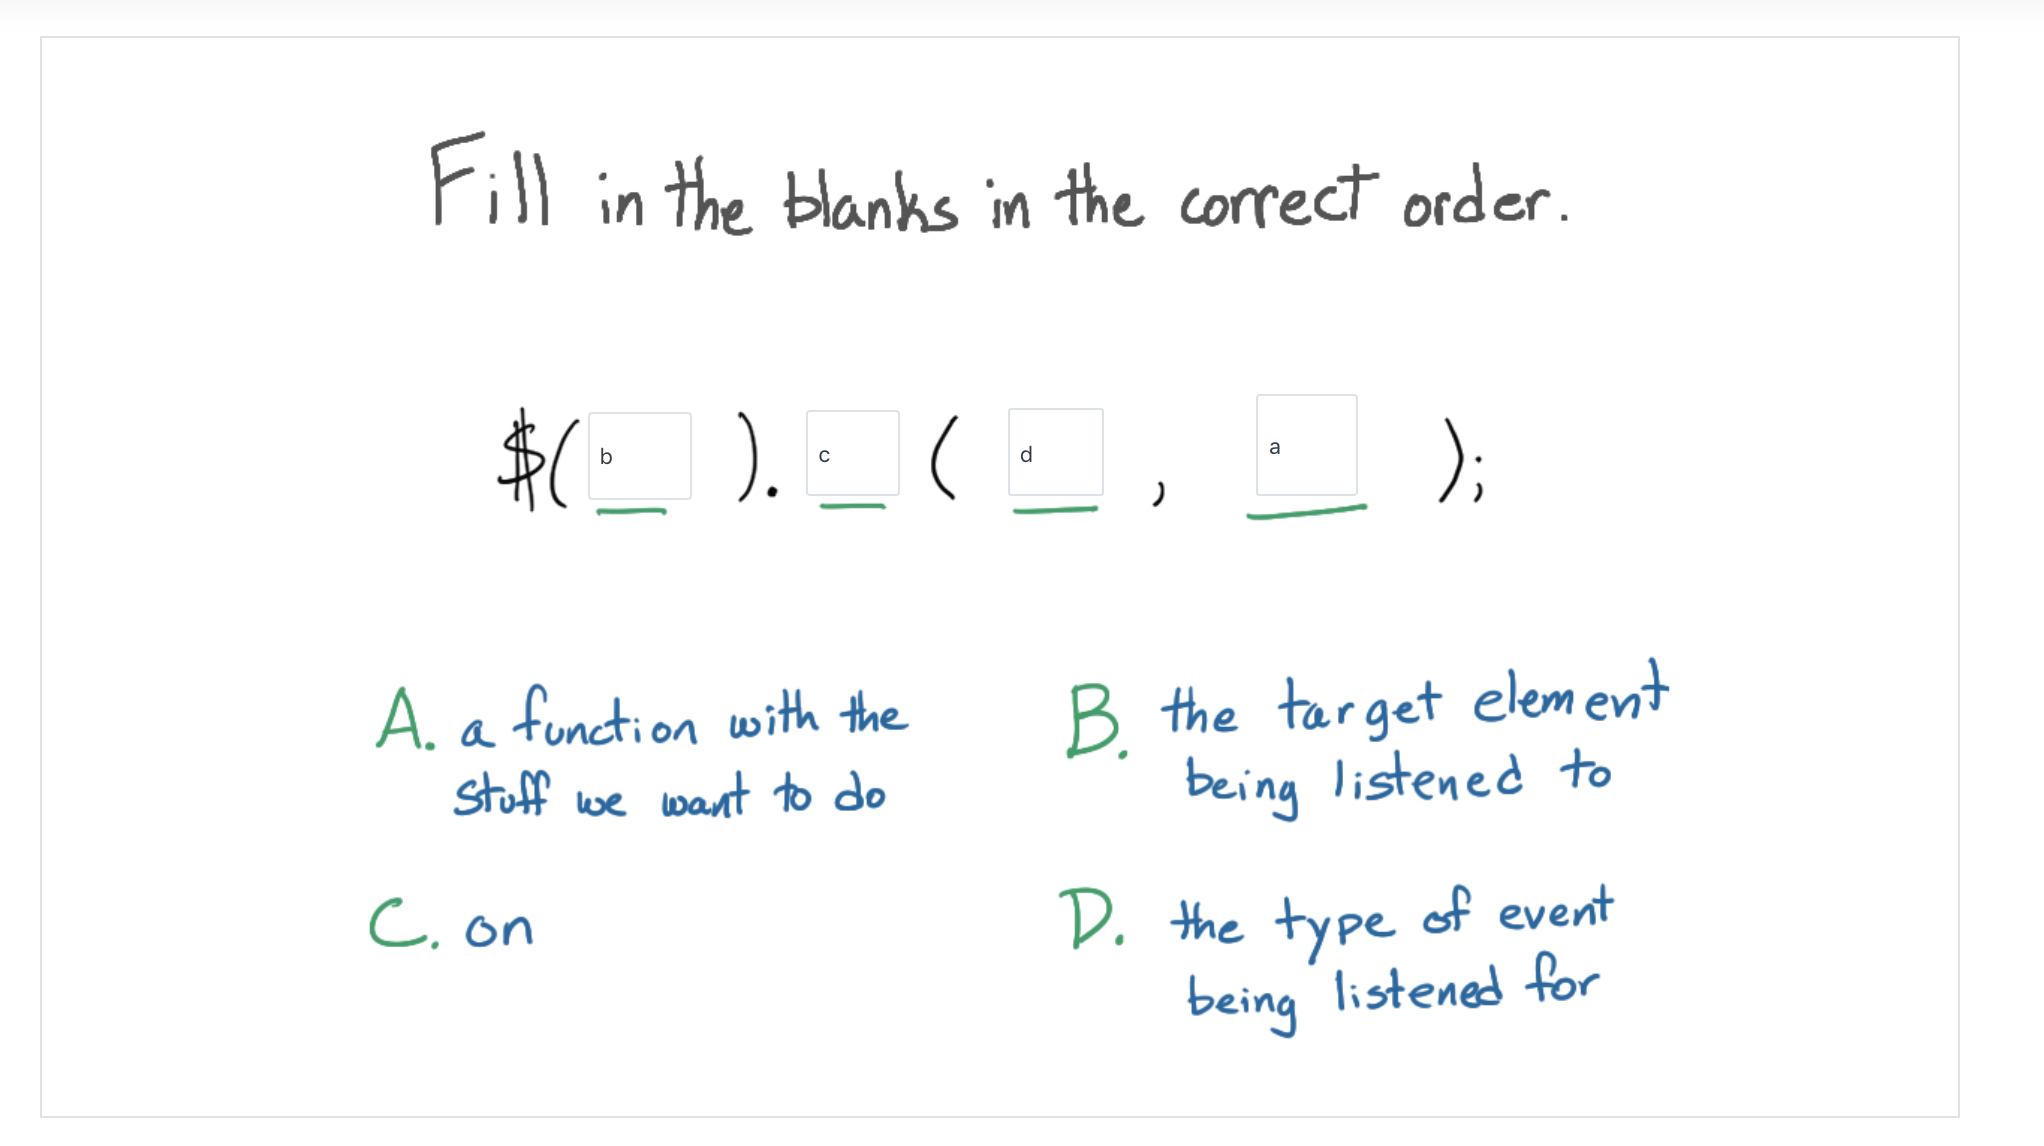 Fill in the blanks in the correct order.
$( b ). c ( d , a );
A. a function with the
stuff we want to do
B. the target element
being listened to
C. on
D. the type of event
being listened for